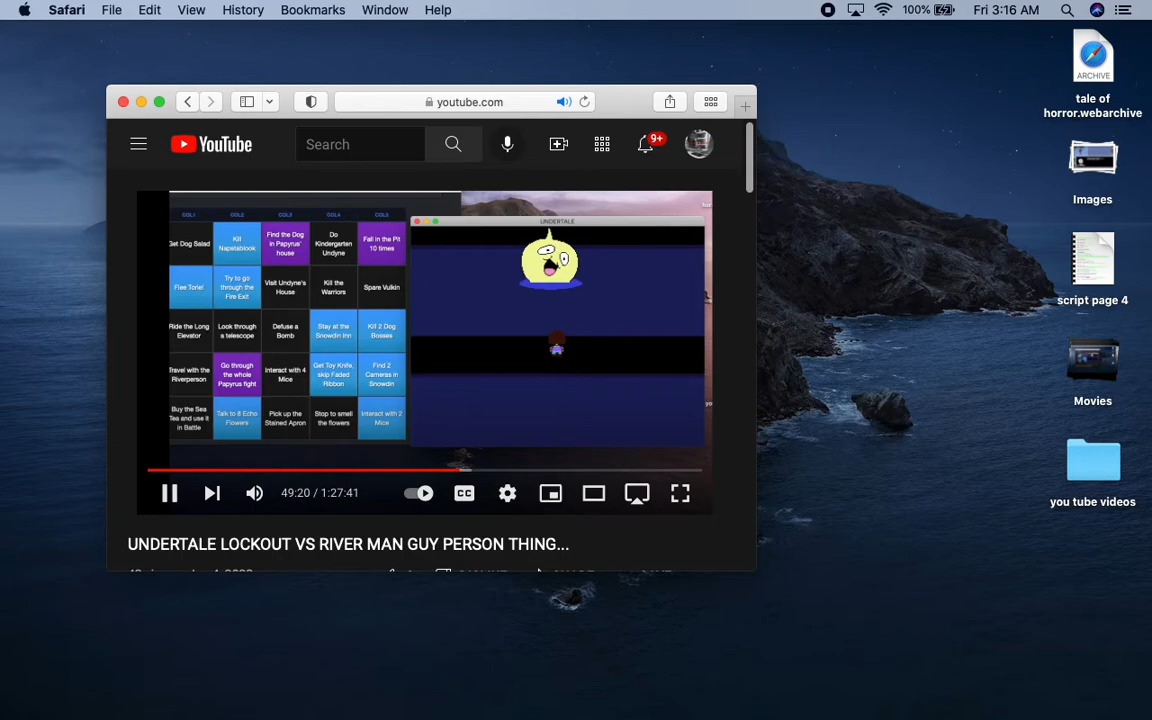 Safari File Edit View History Bookmarks Window Help 100% Fri 3:16 AM
youtube.com
YouTube Search 9+
UNDERTALE
COL1 COL2 COL3 COL4 COL5
Get Dog Salad
Kill
Napstablook
Find the Dog
in Papyrus'
house
Do
Kindergarten
Undyne
Fall in the Pit
10 times
Flee Toriel
Try to go
through the
Fire Exit
Visit Undyne's
House
Kill the
Warriors
Spare Vulkin
Ride the Long
Elevator
Look through
a telescope
Defuse a
Bomb
Stay at the
Snowdin Inn
Kill 2 Dog
Bosses
Travel with the
Riverperson
Go through
the whole
Papyrus fight
Interact with 4
Mice
Get Toy Knife,
skip Faded
Ribbon
Find 2
Cameras in
Snowdin
Buy the Sea
Tea and use it
in Battle
Talk to 8 Echo
Flowers
Pick up the
Stained Apron
Stop to smell
the flowers
Interact with 2
Mice
49:20 / 1:27:41
CC
UNDERTALE LOCKOUT VS RIVER MAN GUY PERSON THING...
ARCHIVE
tale of
horror.webarchive
Images
script page 4
Movies
you tube videos